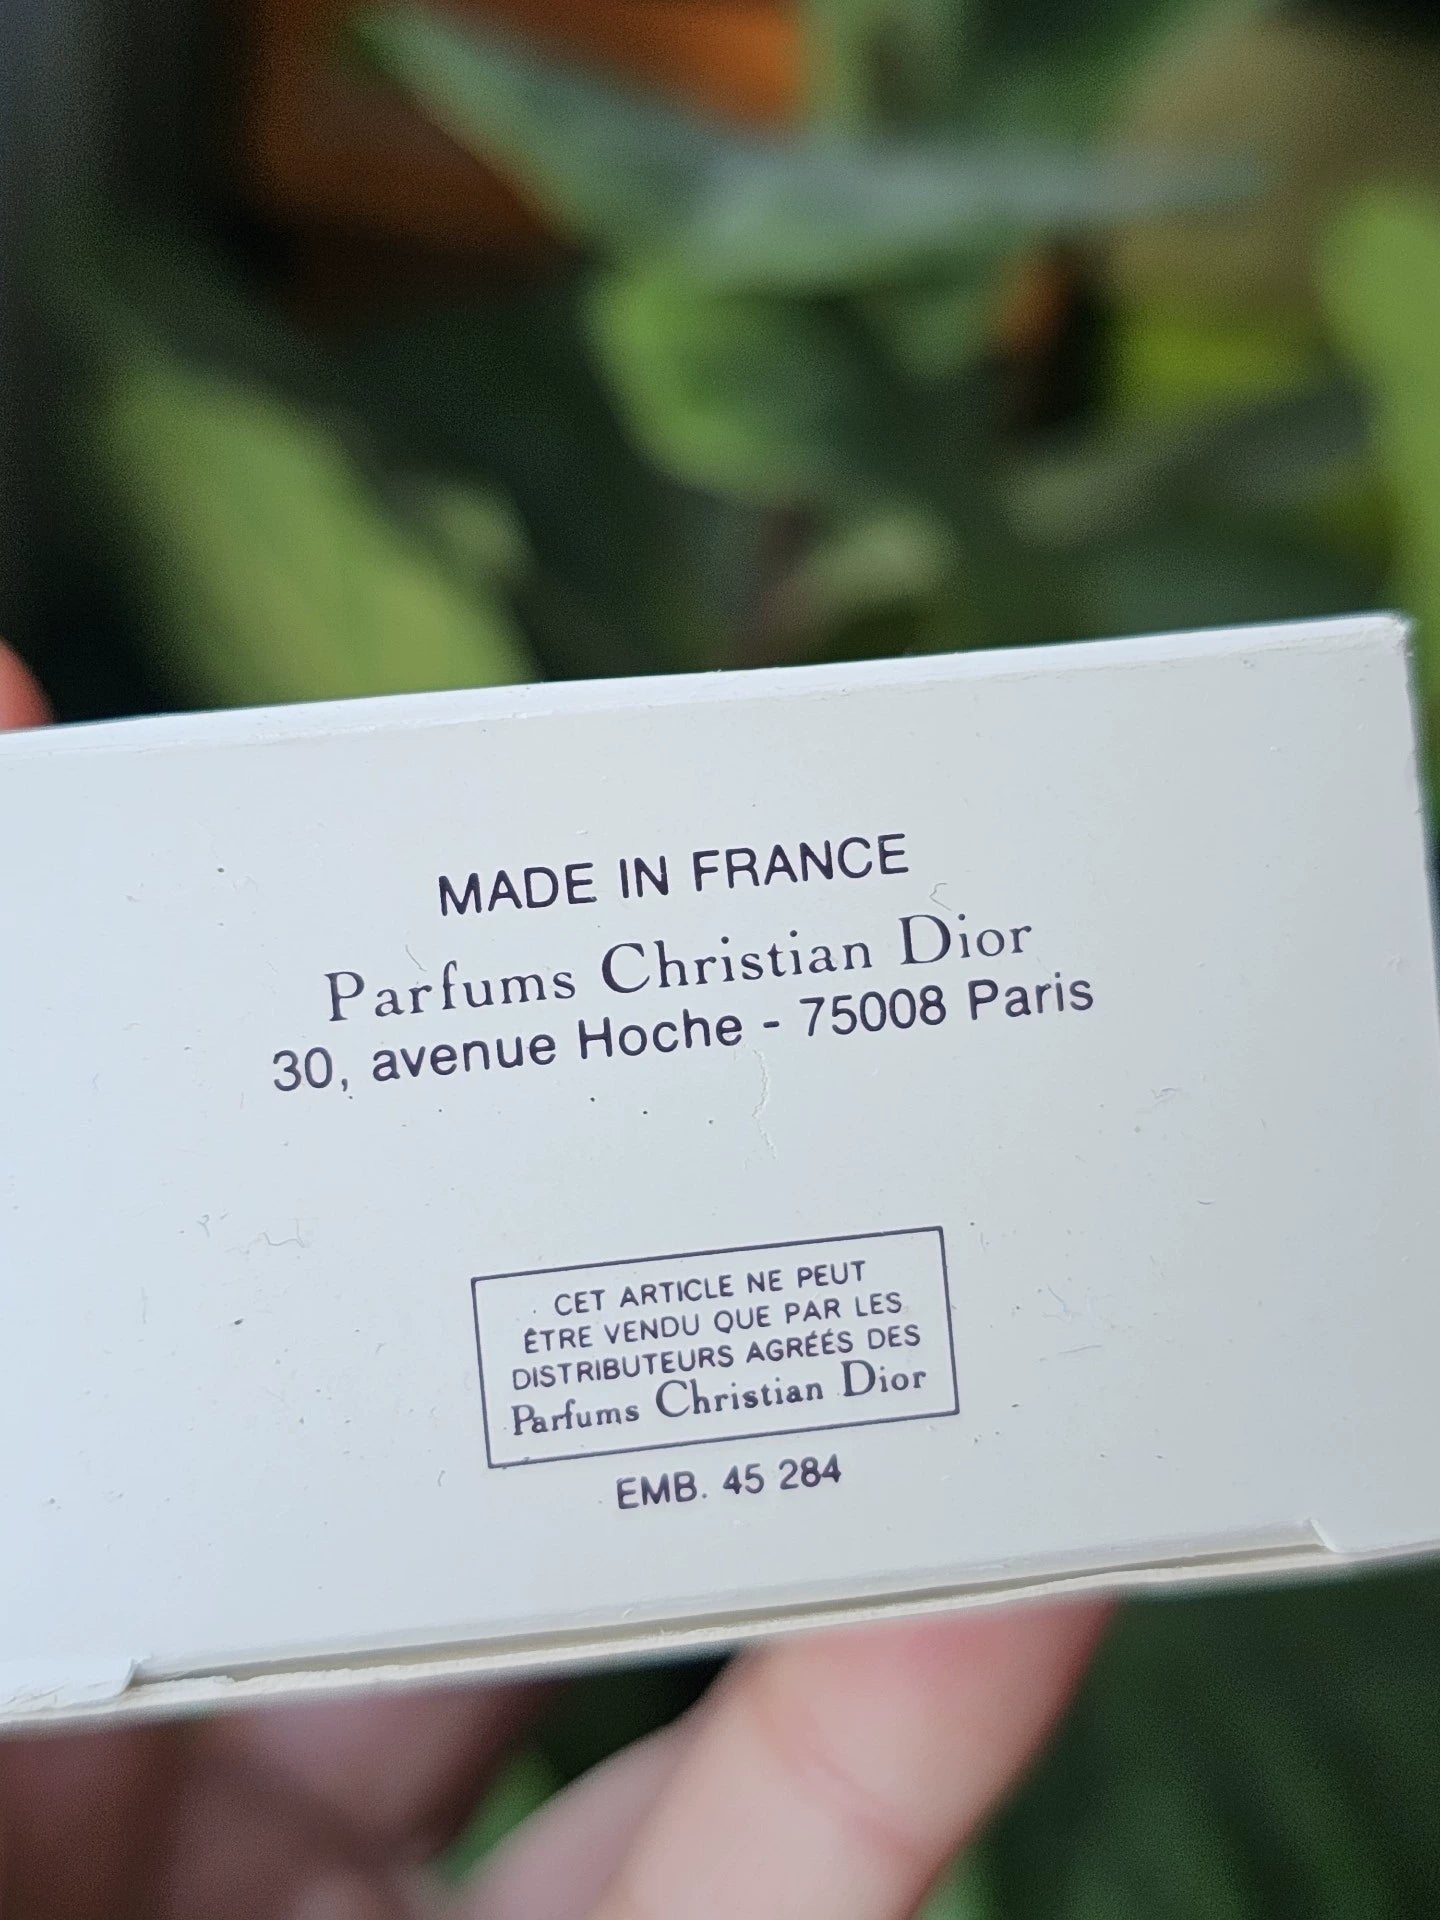 MADE IN FRANCE
Parfums Christian Dior
30, avenue Hoche - 75008 Paris
CET ARTICLE NE PEUT
ÊTRE VENDU QUE PAR LES
DISTRIBUTEURS AGRÉÉS DES
Parfums Christian Dior
EMB. 45 284